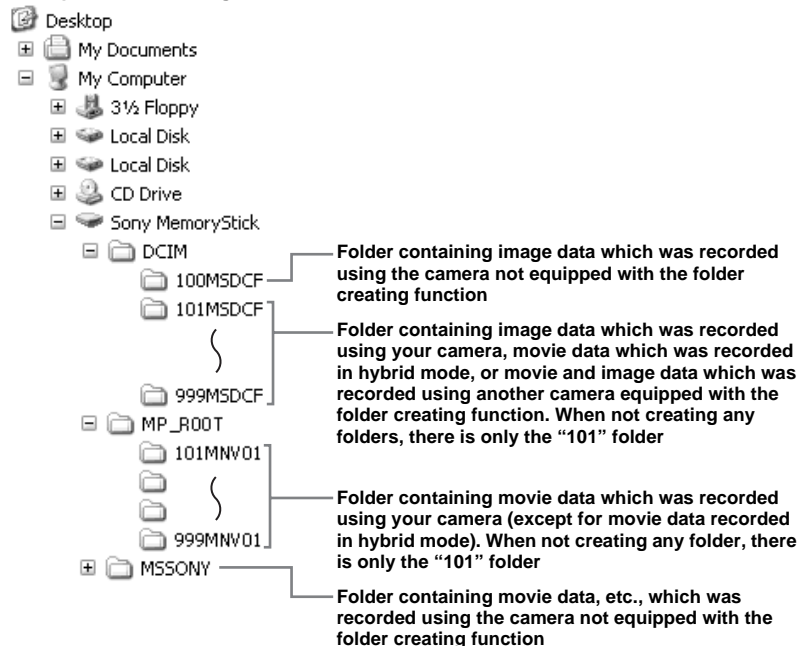 Desktop
My Documents
My Computer
3½ Floppy
Local Disk
Local Disk
CD Drive
Sony MemoryStick
DCIM
100MSDCF
101MSDCF
999MSDCF
MP_ROOT
101MNV01
999MNV01
MSSONY
Folder containing image data which was recorded
using the camera not equipped with the folder
creating function
Folder containing image data which was recorded
using your camera, movie data which was recorded
in hybrid mode, or movie and image data which was
recorded using another camera equipped with the
folder creating function. When not creating any
folders, there is only the “101” folder
Folder containing movie data which was recorded
using your camera (except for movie data recorded
in hybrid mode). When not creating any folder, there
is only the “101” folder
Folder containing movie data, etc., which was
recorded using the camera not equipped with the
folder creating function